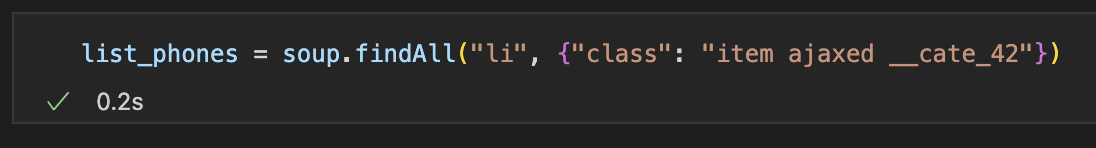 list_phones = soup.findAll("li", {"class": "item ajaxed __cate_42"})
✓ 0.2s